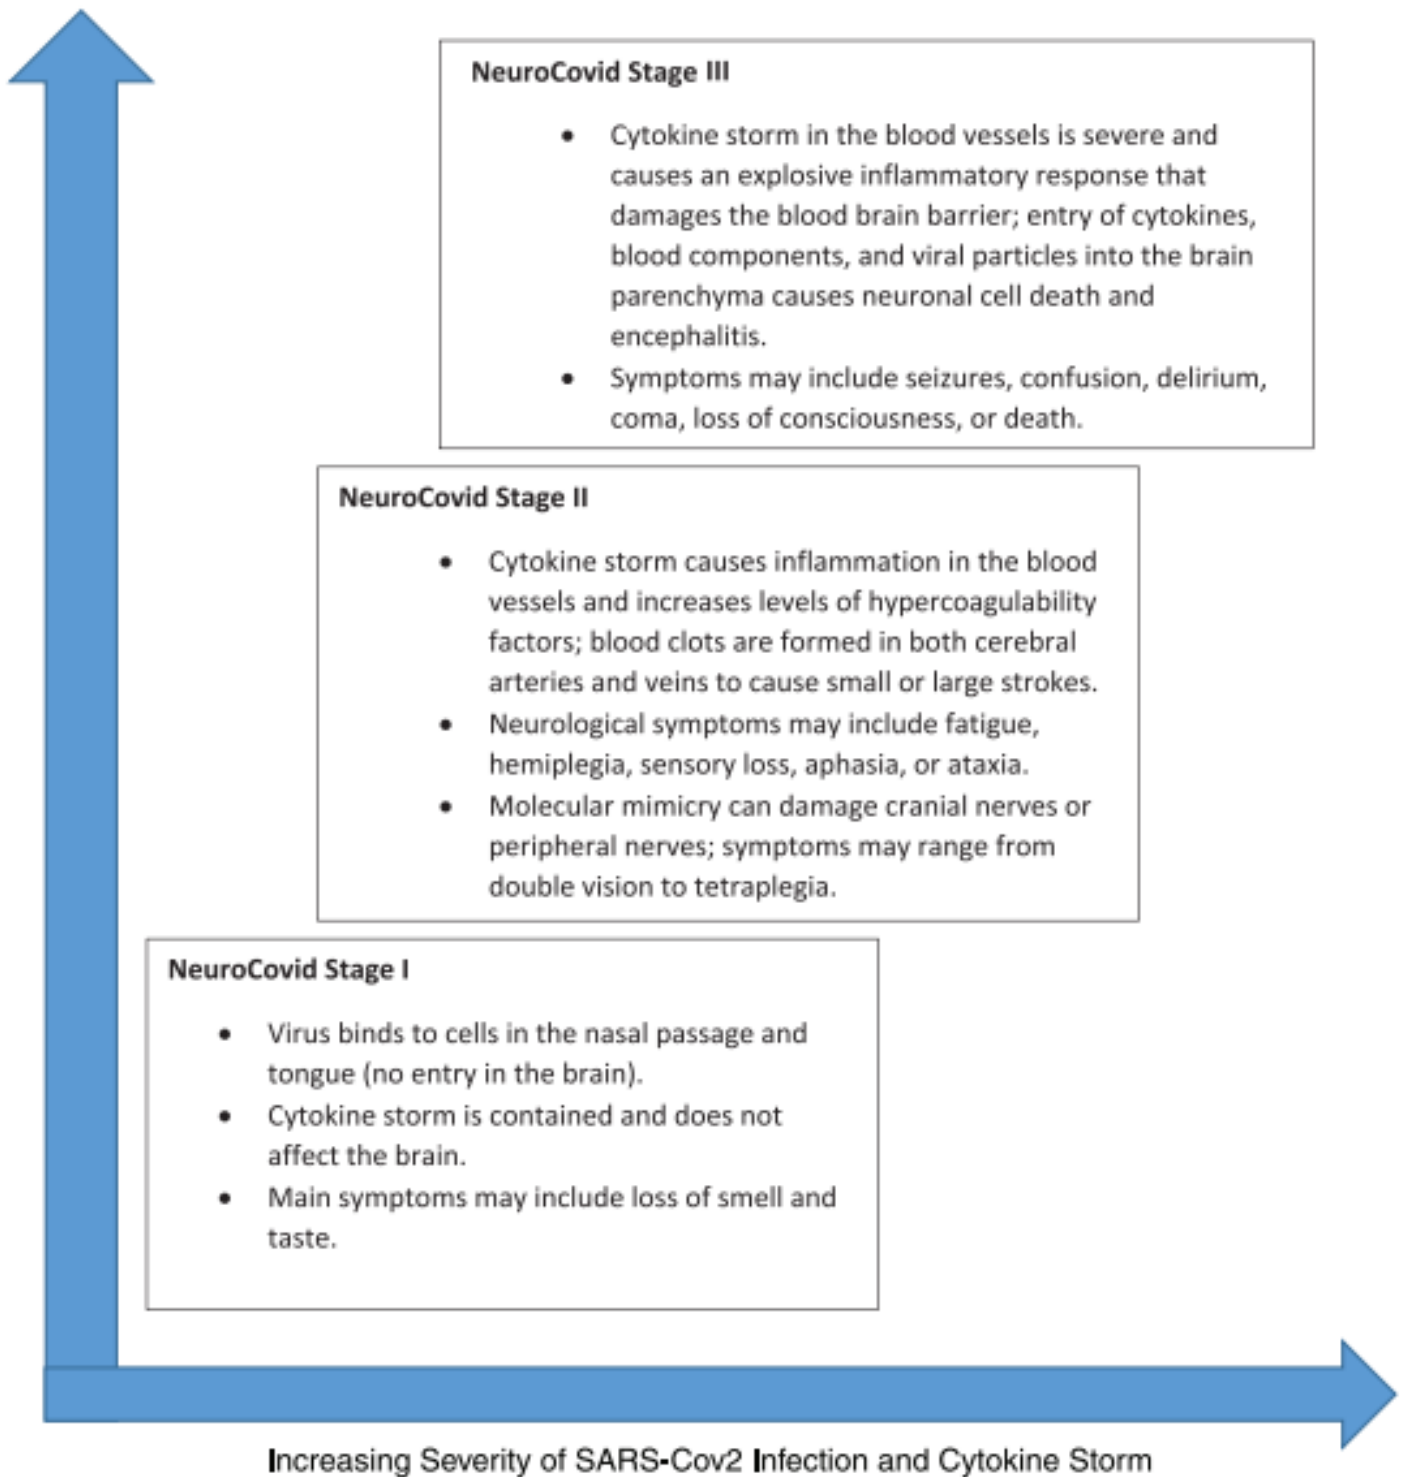 NeuroCovid Stage III
• Cytokine storm in the blood vessels is severe and
causes an explosive inflammatory response that
damages the blood brain barrier; entry of cytokines,
blood components, and viral particles into the brain
parenchyma causes neuronal cell death and
encephalitis.
• Symptoms may include seizures, confusion, delirium,
coma, loss of consciousness, or death.
NeuroCovid Stage II
• Cytokine storm causes inflammation in the blood
vessels and increases levels of hypercoagulability
factors; blood clots are formed in both cerebral
arteries and veins to cause small or large strokes.
• Neurological symptoms may include fatigue,
hemiplegia, sensory loss, aphasia, or ataxia.
• Molecular mimicry can damage cranial nerves or
peripheral nerves; symptoms may range from
double vision to tetraplegia.
NeuroCovid Stage I
• Virus binds to cells in the nasal passage and
tongue (no entry in the brain).
• Cytokine storm is contained and does not
affect the brain.
• Main symptoms may include loss of smell and
taste.
Increasing Severity of SARS-Cov2 Infection and Cytokine Storm